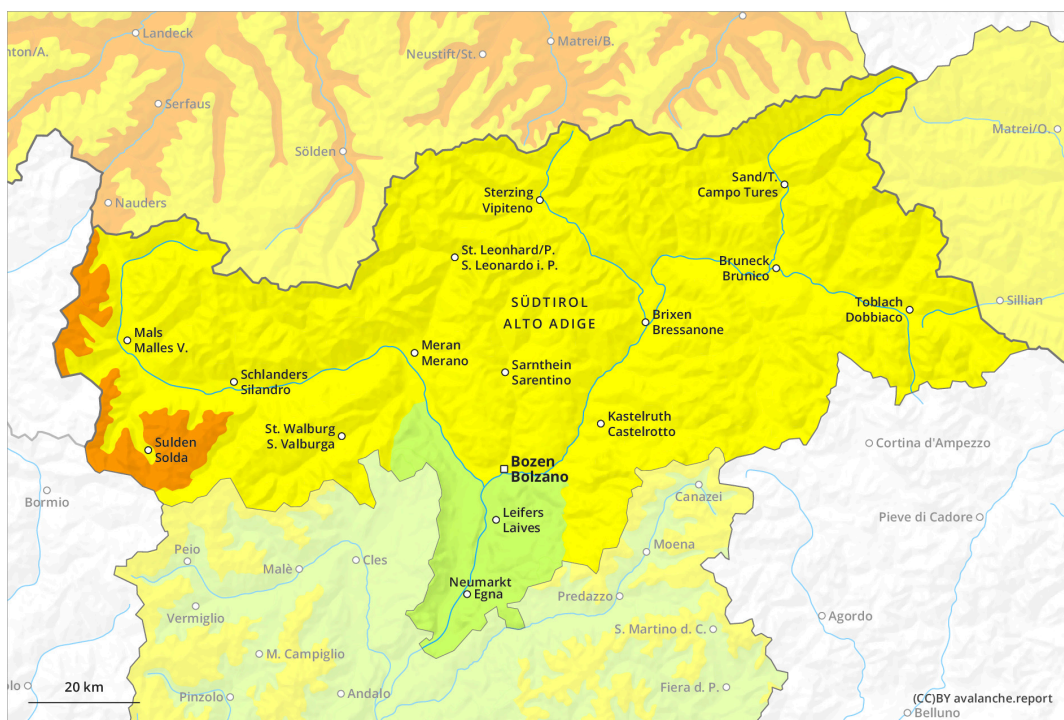 Landeck
nton/A.
Neustift/St.
Matrei/B.
Serfaus
Matrei/O.
Sölden
Nauders
Sand/T.
Campo Tures
Sterzing
Vipiteno
St. Leonhard/P.
S. Leonardo i. P.
Bruneck
Brunico
SÜDTIROL
ALTO ADIGE
Toblach
Dobbiaco
Sillian
Brixen
Bressanone
Mals
Malles V.
Meran
Merano
Sarnthein
Sarentino
Schlanders
Silandro
St. Walburg
S. Valburga
Kastelruth
Castelrotto
Sulden
Solda
Cortina d'Ampezzo
Bozen
Bolzano
Bormio
Canazei
Leifers
Laives
Pieve di Cadore
Peio
Moena
Malè
Cles
Neumarkt
Egna
Predazzo
Vermiglio
Agordo
S. Martino d. C.
M. Campiglio
olo
20 km
Pinzolo
Andalo
Fiera d. P.
(CC)BY avalanche.report
Belluno